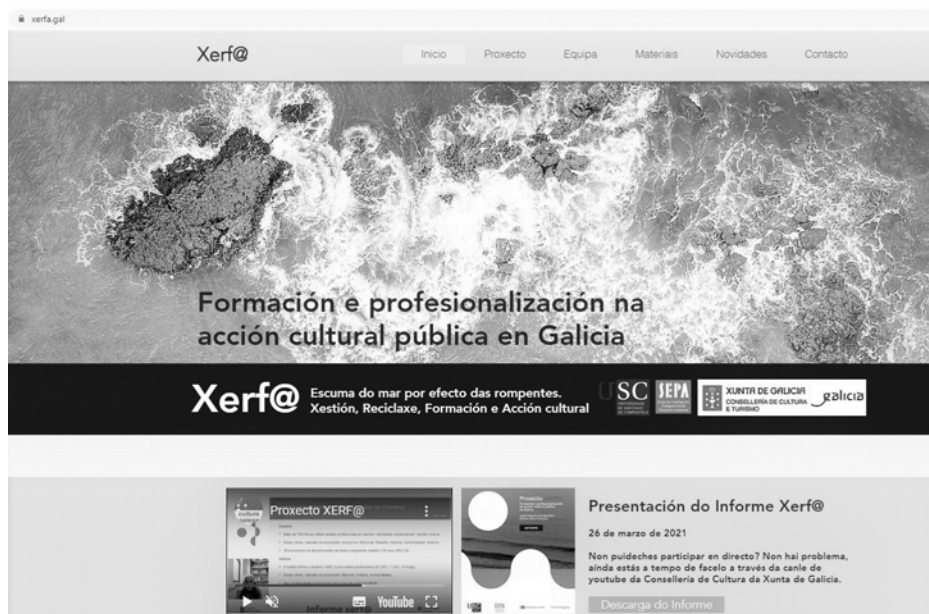 xerfa.gal
Xerf@
Inicio Proxecto Equipa Materiais Novidades Contacto
Formación e profesionalización na
acción cultural pública en Galicia
Xerf@
Escuma do mar por efecto das rompentes.
Xestión, Reciclaxe, Formación e Acción cultural
USC
SEPA
XUNTA DE GALICIA
CONSELLERÍA DE CULTURA
E TURISMO
galicia
Proxecto XERF@
YouTube
Proxecto
Presentación do Informe Xerf@
26 de marzo de 2021
Non puideches participar en directo? Non hai problema,
ainda estás a tempo de facelo a través da canle de
youtube da Consellería de Cultura da Xunta de Galicia.
Descarga do Informe